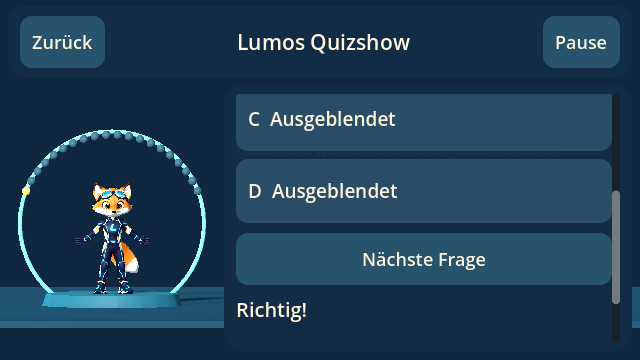 Zurück
Lumos Quizshow
Pause
C Ausgeblendet
D Ausgeblendet
Nächste Frage
Richtig!